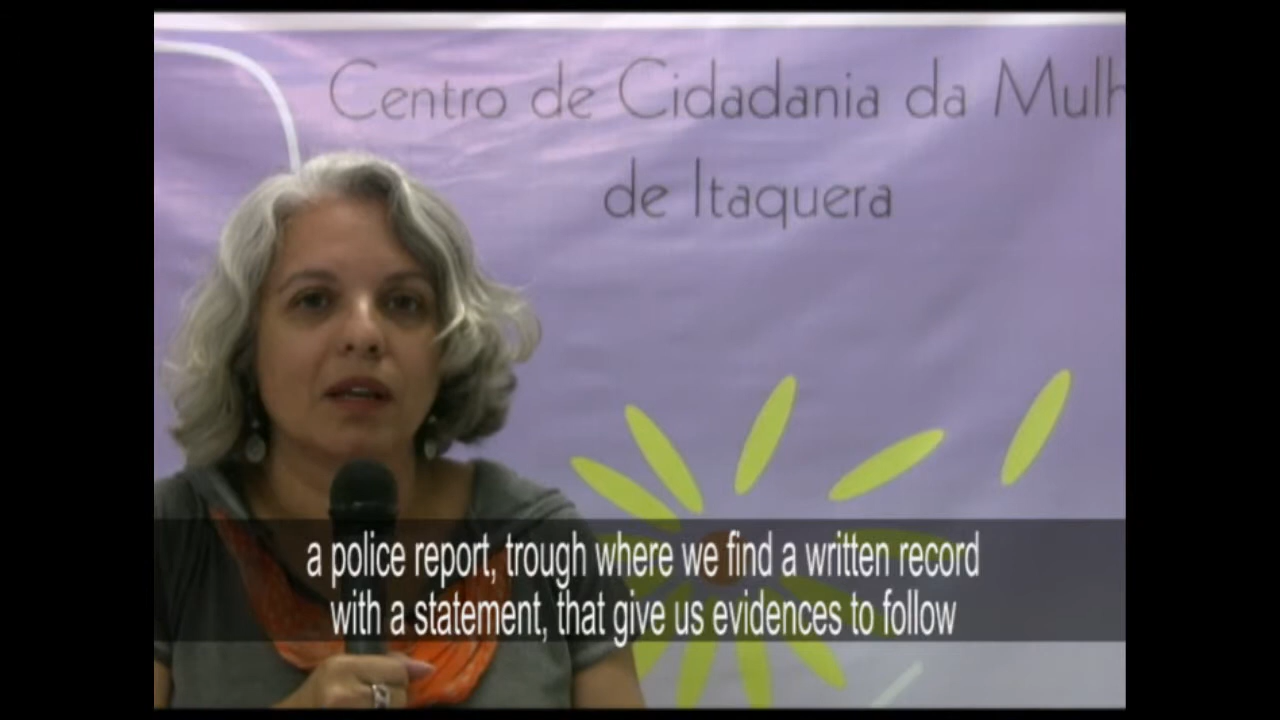 Centro de Cidadania da Mulh
de Itaquera
a police report, trough where we find a written record
with a statement, that give us evidences to follow